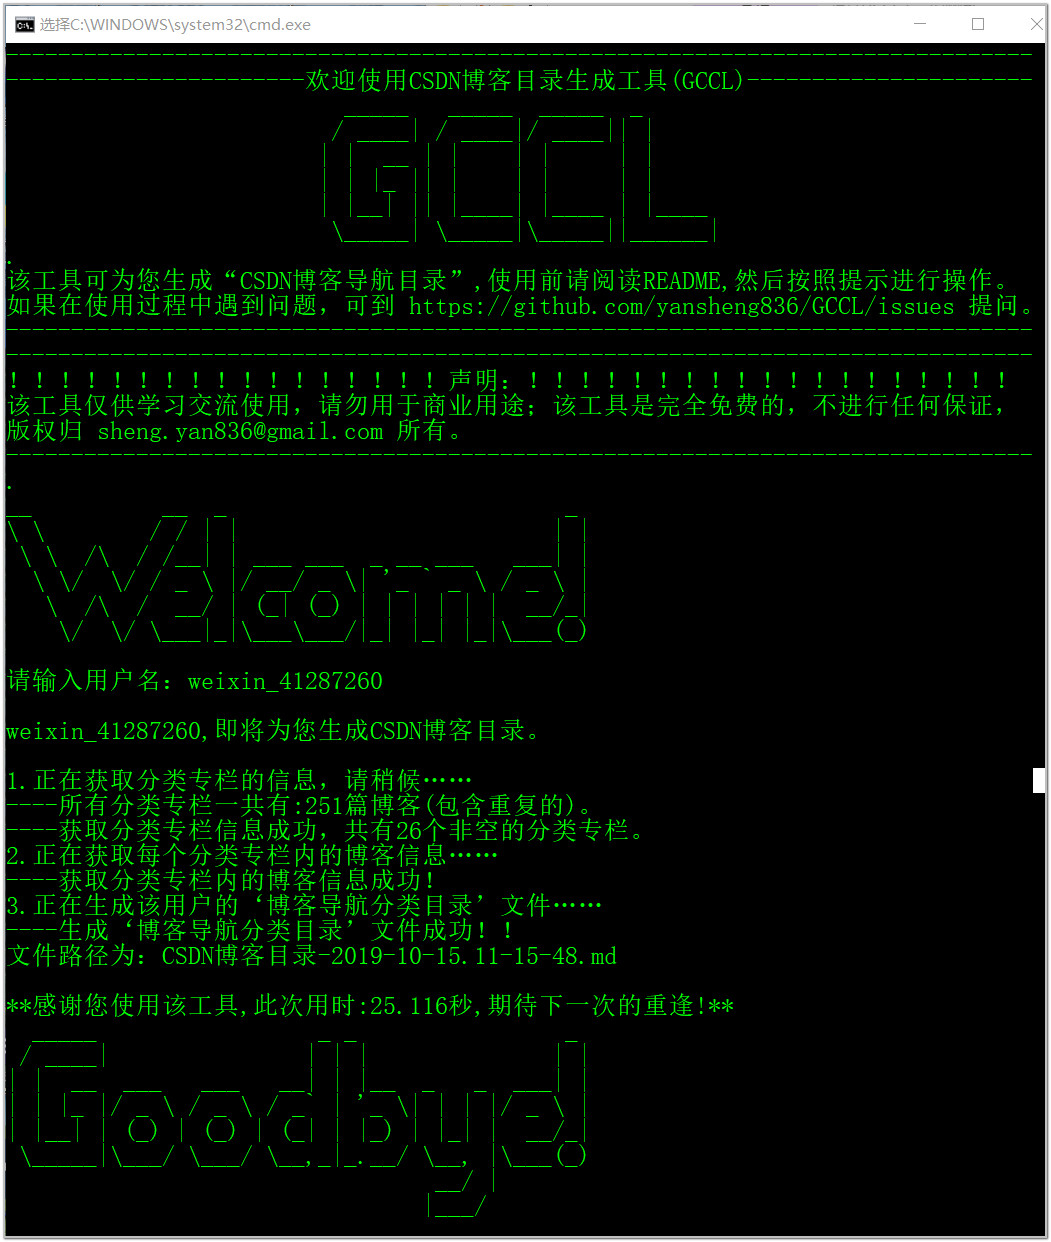 选择C:\WINDOWS\system32\cmd.exe
-------------------------------------------------------------------------------
-----------------------欢迎使用CSDN博客目录生成工具(GCCL)----------------------
GCCL
.
该工具可为您生成“CSDN博客导航目录”,使用前请阅读README,然后按照提示进行操作。
如果在使用过程中遇到问题，可到 https://github.com/yansheng836/GCCL/issues 提问。
-------------------------------------------------------------------------------
-------------------------------------------------------------------------------
！！！！！！！！！！！！！！！！！声明：！！！！！！！！！！！！！！！！！！！
该工具仅供学习交流使用，请勿用于商业用途；该工具是完全免费的，不进行任何保证，
版权归 sheng.yan836@gmail.com 所有。
-------------------------------------------------------------------------------
.
Welcome!
请输入用户名：weixin_41287260
weixin_41287260,即将为您生成CSDN博客目录。
1.正在获取分类专栏的信息，请稍候……
----所有分类专栏一共有:251篇博客(包含重复的)。
----获取分类专栏信息成功，共有26个非空的分类专栏。
2.正在获取每个分类专栏内的博客信息……
----获取分类专栏内的博客信息成功！
3.正在生成该用户的‘博客导航分类目录’文件……
----生成‘博客导航分类目录’文件成功！！
文件路径为：CSDN博客目录-2019-10-15.11-15-48.md
**感谢您使用该工具,此次用时:25.116秒,期待下一次的重逢!**
Goodbye!